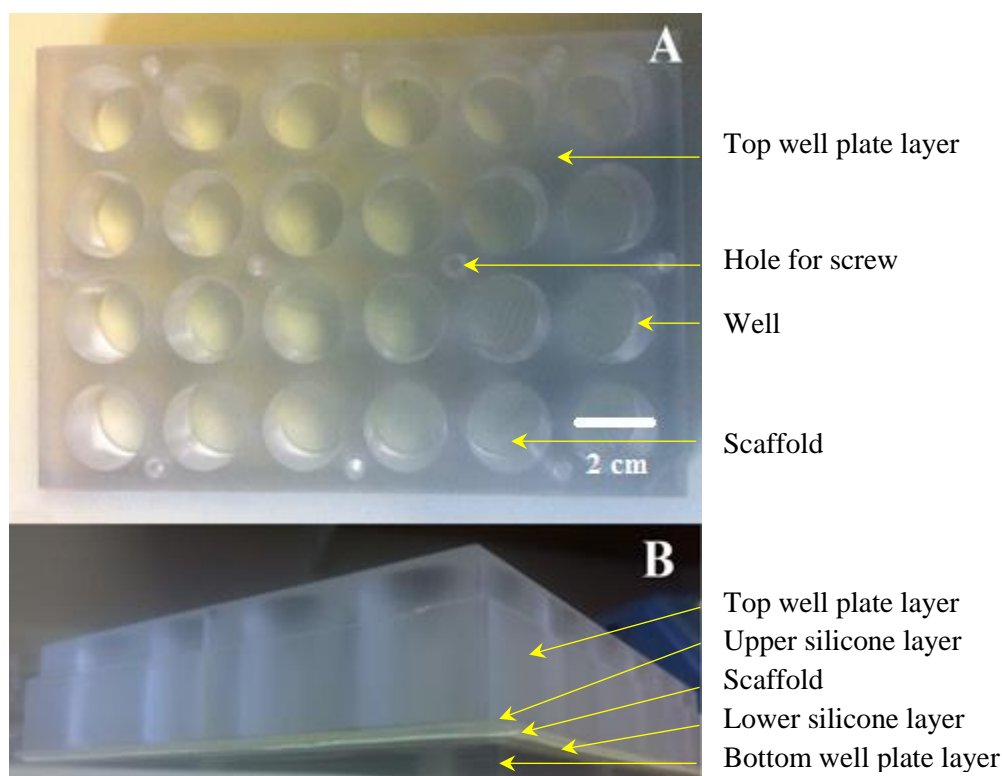 A
Top well plate layer
Hole for screw
Well
Scaffold
2 cm
B
Top well plate layer
Upper silicone layer
Scaffold
Lower silicone layer
Bottom well plate layer